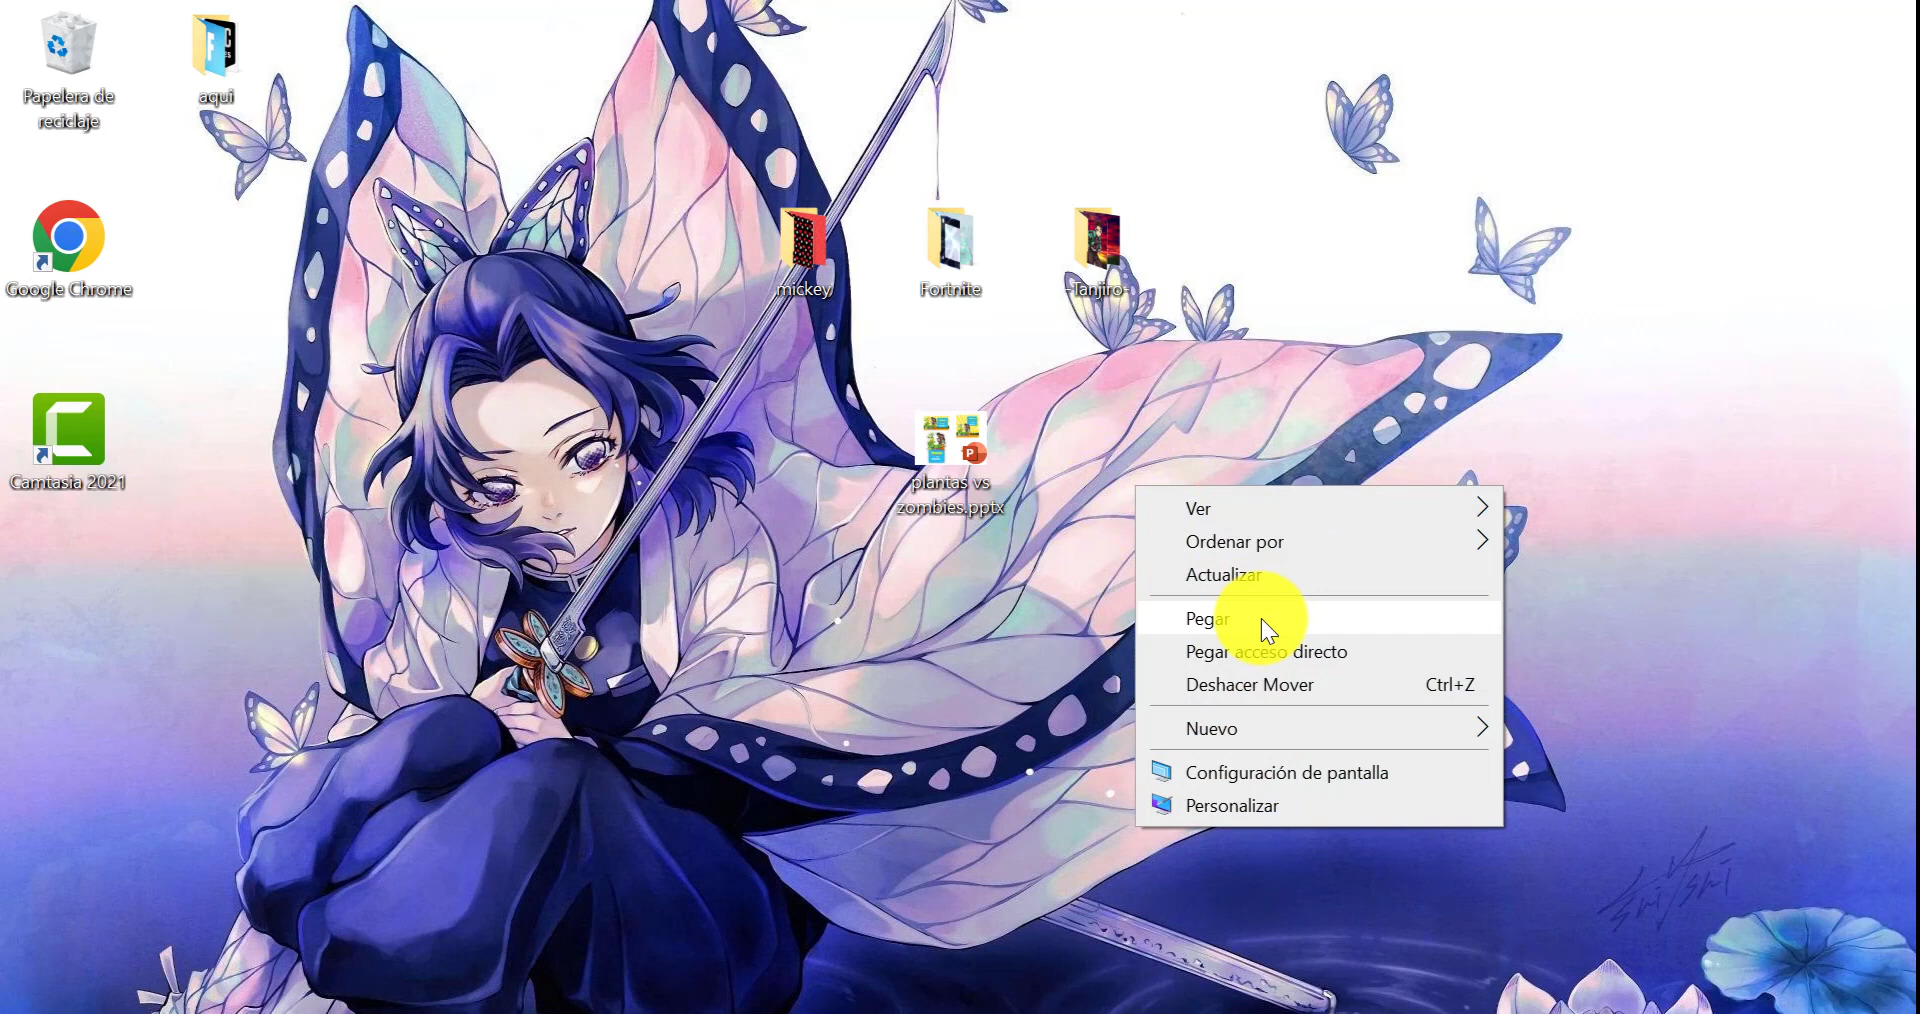 Papelera de
reciclaje
aqui
Google Chrome
mickey
Fortnite
-Tanjiro-
Camtasia 2021
plantas vs
zombies.pptx
Ver
Ordenar por
Actualizar
Pegar
Pegar acceso directo
Deshacer Mover Ctrl+Z
Nuevo
Configuración de pantalla
Personalizar